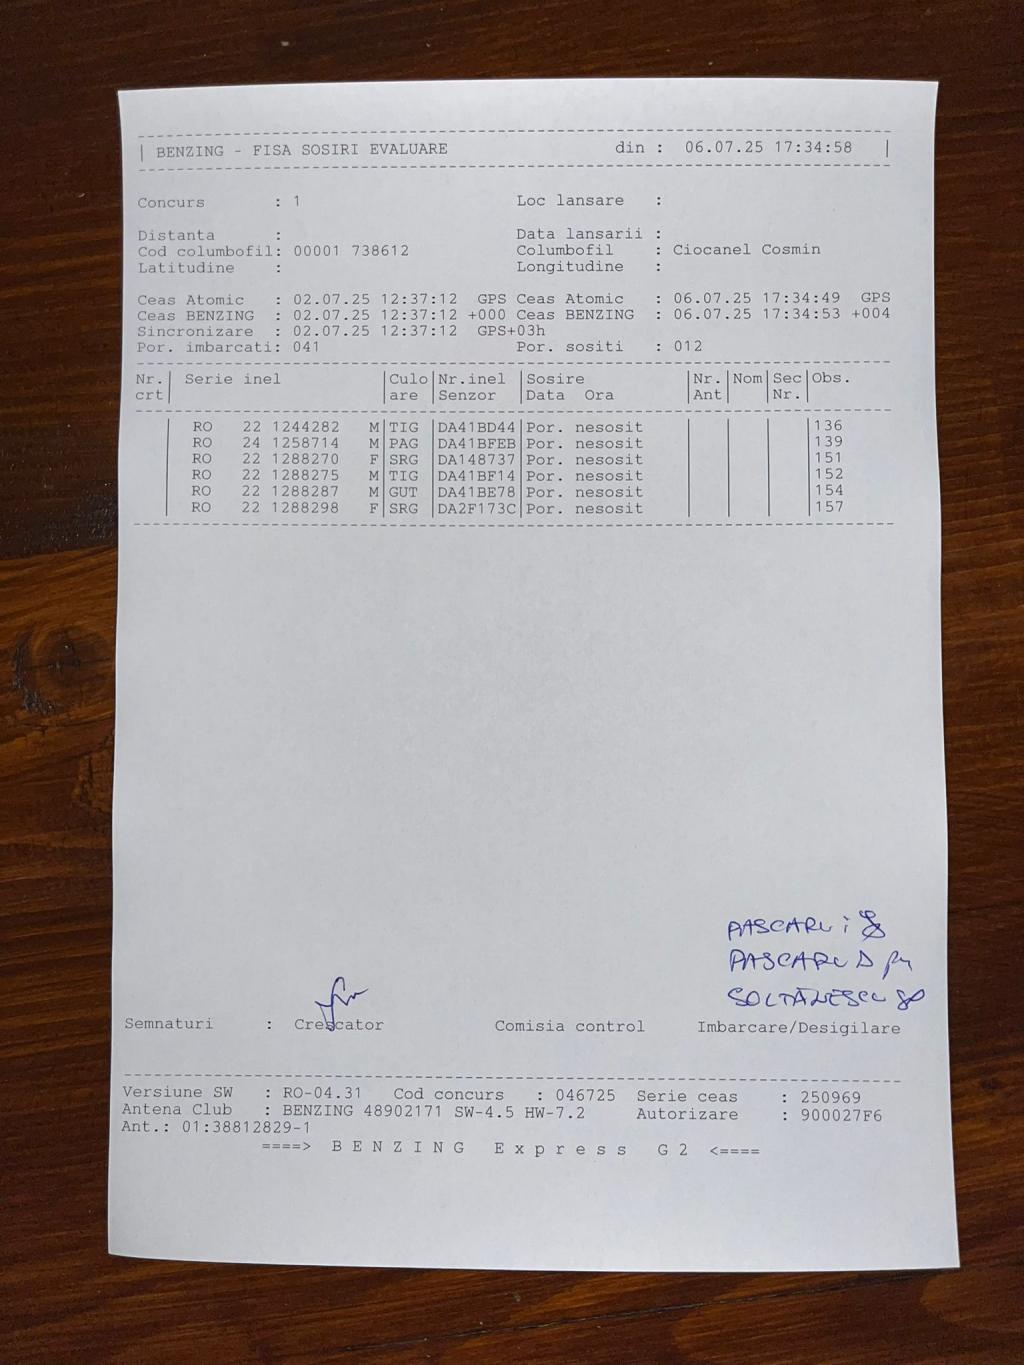 | BENZING - FISA SOSIRI EVALUARE din : 06.07.25 17:34:58 |
Concurs : 1 Loc lansare :
Distanta : Data lansarii :
Cod columbofil: 00001 738612 Columbofil : Ciocanel Cosmin
Latitudine : Longitudine :
Ceas Atomic : 02.07.25 12:37:12 GPS Ceas Atomic : 06.07.25 17:34:49 GPS
Ceas BENZING : 02.07.25 12:37:12 +000 Ceas BENZING : 06.07.25 17:34:53 +004
Sincronizare : 02.07.25 12:37:12 GPS+03h
Por. imbarcati: 041 Por. sositi : 012
Nr.| Serie inel |Culo|Nr.inel |Sosire |Nr.|Nom|Sec|Obs.
crt| |are |Senzor |Data Ora |Ant| |Nr.|
| RO 22 1244282 M|TIG|DA41BD44|Por. nesosit | | | |136
| RO 24 1258714 M|PAG|DA41BFEB|Por. nesosit | | | |139
| RO 22 1288270 F|SRG|DA148737|Por. nesosit | | | |151
| RO 22 1288275 M|TIG|DA41BF14|Por. nesosit | | | |152
| RO 22 1288287 M|GUT|DA41BE78|Por. nesosit | | | |154
| RO 22 1288298 F|SRG|DA2F173C|Por. nesosit | | | |157
PASCARU i
PASCARU D
SOLTĂNESCU
Semnaturi : Crescator Comisia control Imbarcare/Desigilare
Versiune SW : RO-04.31 Cod concurs : 046725 Serie ceas : 250969
Antena Club : BENZING 48902171 SW-4.5 HW-7.2 Autorizare : 900027F6
Ant.: 01:38812829-1
====> B E N Z I N G E x p r e s s G 2 <====